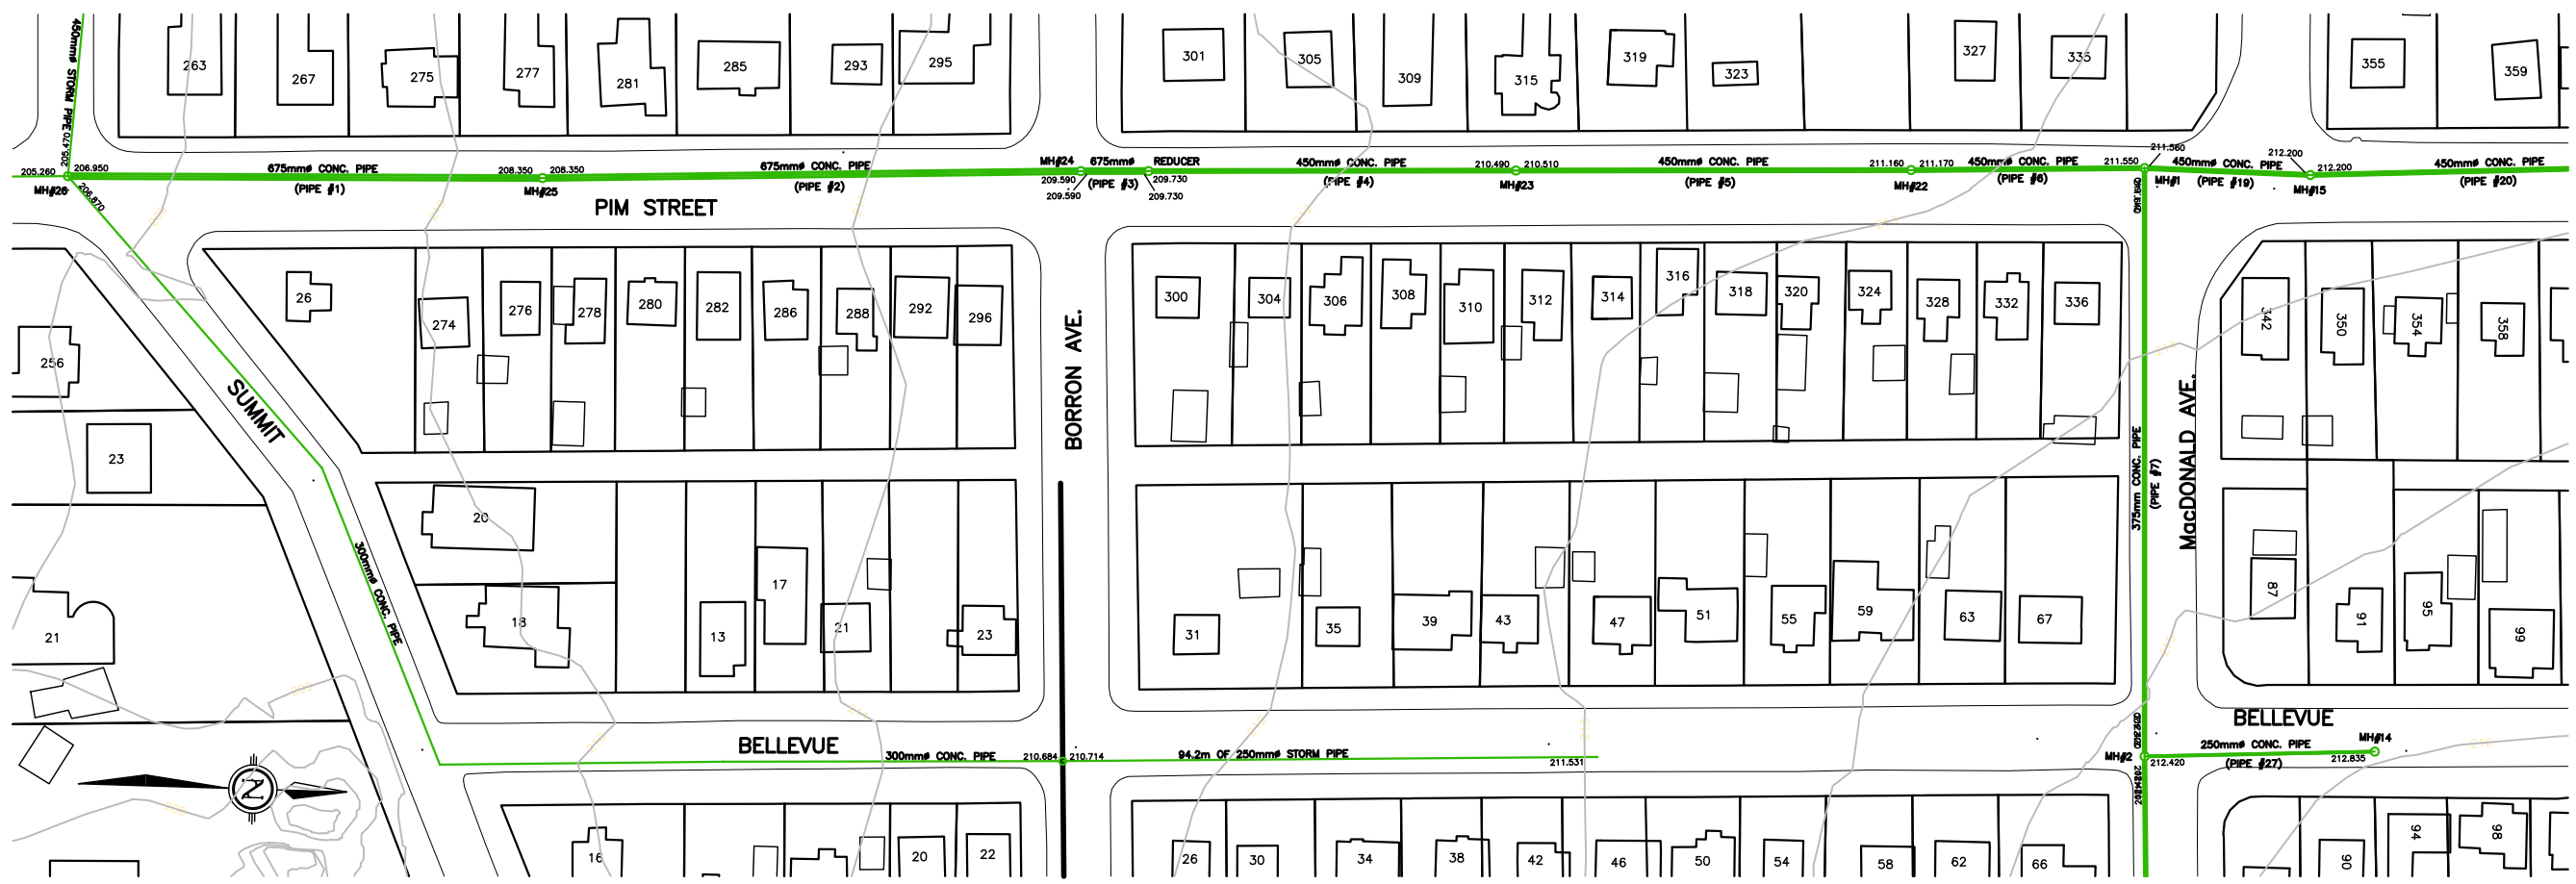 450mmø STORM PIPE
263
267
275
277
281
285
293
295
301
305
309
315
319
323
327
335
355
359
205.470
205.260
206.950
MH#26
206.870
675mmø CONC. PIPE
(PIPE #1)
208.350
208.350
MH#25
675mmø CONC. PIPE
(PIPE #2)
MH#24
209.590
209.590
675mmø
(PIPE #3)
REDUCER
209.730
209.730
450mmø CONC. PIPE
(PIPE #4)
210.490
210.510
MH#23
450mmø CONC. PIPE
(PIPE #5)
211.160
211.170
MH#22
450mmø CONC. PIPE
(PIPE #6)
211.550
211.560
MH#1
450mmø CONC. PIPE
(PIPE #19)
212.200
212.200
MH#15
450mmø CONC. PIPE
(PIPE #20)
PIM STREET
26
274
276
278
280
282
286
288
292
296
300
304
306
308
310
312
314
316
318
320
324
328
332
336
342
350
354
358
256
23
SUMMIT
BORRON AVE.
375mm CONC. PIPE
(PIPE #7)
MacDONALD AVE.
20
18
13
17
21
23
31
35
39
43
47
51
55
59
63
67
87
91
95
99
21
300mmø CONC. PIPE
BELLEVUE
300mmø CONC. PIPE
210.684
210.714
94.2m OF 250mmø STORM PIPE
211.531
MH#2
212.420
BELLEVUE
250mmø CONC. PIPE
(PIPE #27)
MH#14
212.835
N
16
20
22
26
30
34
38
42
46
50
54
58
62
66
90
94
98